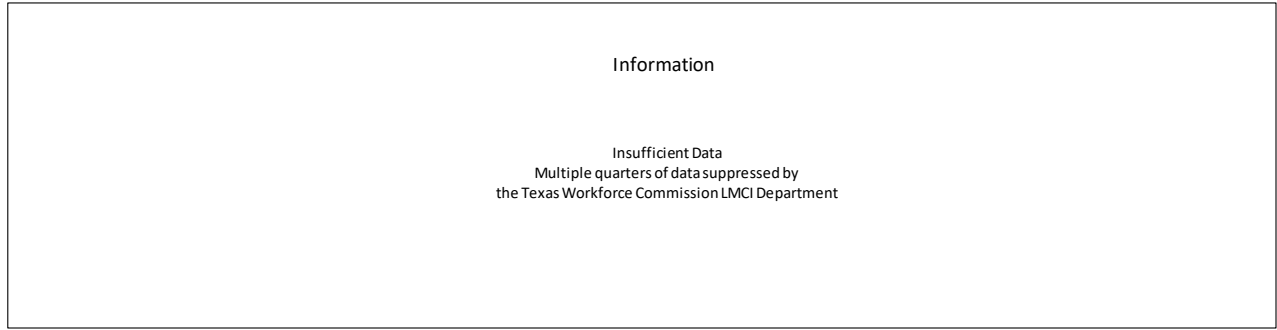 Information
Insufficient Data
Multiple quarters of data suppressed by
the Texas Workforce Commission LMCI Department